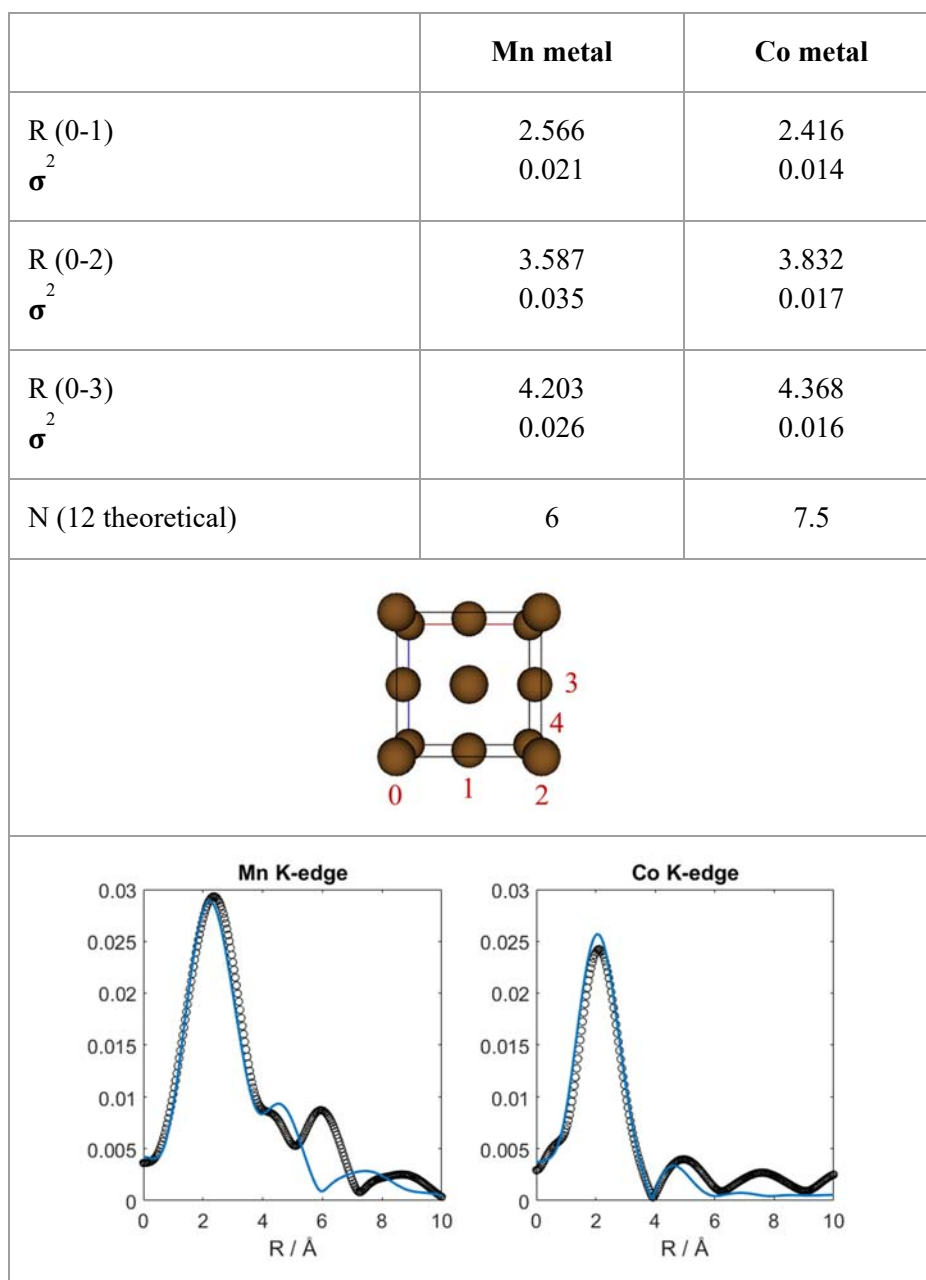 Mn metal Co metal
R (0-1) 2.566 2.416
σ² 0.021 0.014
R (0-2) 3.587 3.832
σ² 0.035 0.017
R (0-3) 4.203 4.368
σ² 0.026 0.016
N (12 theoretical) 6 7.5
3
4
0 1 2
Mn K-edge Co K-edge
0.03 0.03
0.025 0.025
0.02 0.02
0.015 0.015
0.01 0.01
0.005 0.005
0 0
0 2 4 6 8 10 0 2 4 6 8 10
R / Å R / Å